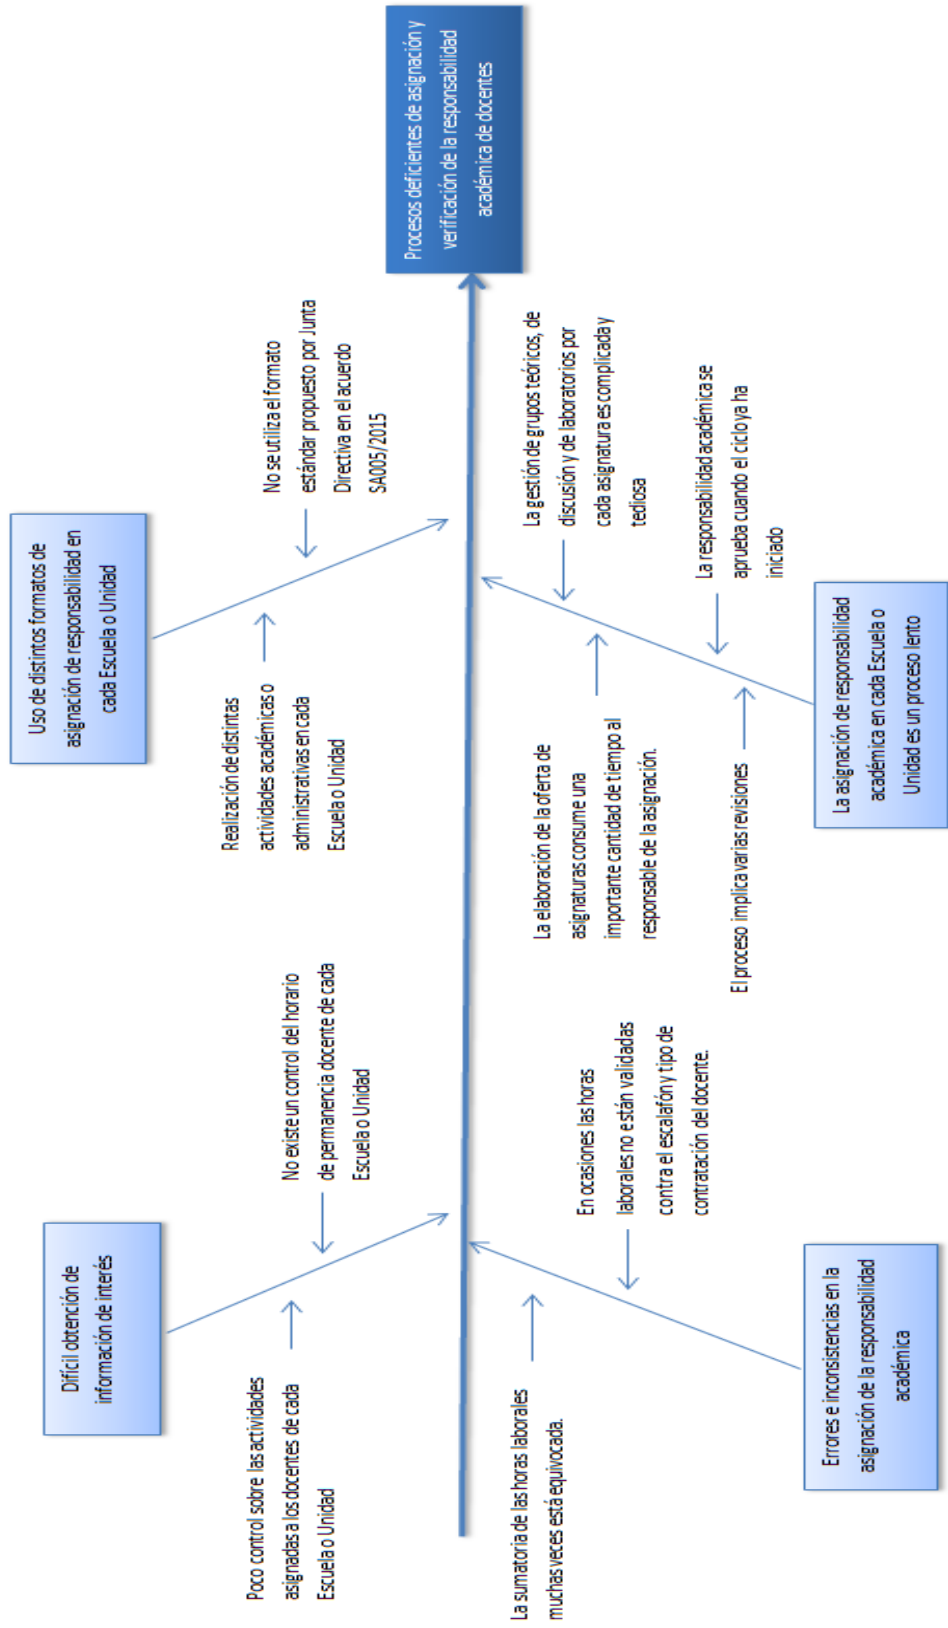 Difícil obtención de
información de interés
Uso de distintos formatos de
asignación de responsabilidad en
cada Escuela o Unidad
Poco control sobre las actividades
asignadas a los docentes de cada
Escuela o Unidad
No existe un control del horario
de permanencia docente de cada
Escuela o Unidad
Realización de distintas
actividades académicas o
administrativas en cada
Escuela o Unidad
No se utiliza el formato
estándar propuesto por Junta
Directiva en el acuerdo
SA005/2015
Procesos deficientes de asignación y
verificación de la responsabilidad
académica de docentes
La sumatoria de las horas laborales
muchas veces está equivocada.
En ocasiones las horas
laborales no están validadas
contra el escalafón y tipo de
contratación del docente.
La elaboración de la oferta de
asignaturas consume una
importante cantidad de tiempo al
responsable de la asignación.
La gestión de grupos teóricos, de
discusión y de laboratorios por
cada asignatura es complicada y
tediosa
El proceso implica varias revisiones
La responsabilidad académica se
aprueba cuando el ciclo ya ha
iniciado
Errores e inconsistencias en la
asignación de la responsabilidad
académica
La asignación de responsabilidad
académica en cada Escuela o
Unidad es un proceso lento